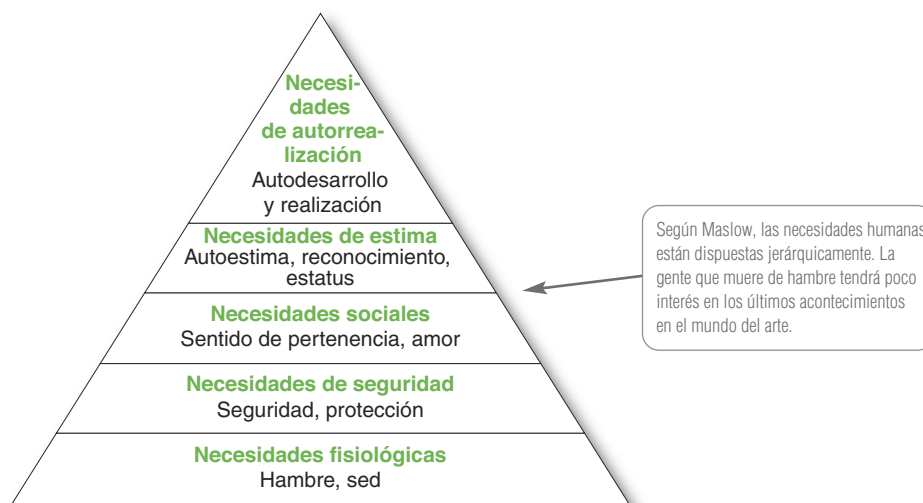 Necesi-
dades
de autorrea-
lización
Autodesarrollo
y realización
Necesidades de estima
Autoestima, reconocimiento,
estatus
Necesidades sociales
Sentido de pertenencia, amor
Necesidades de seguridad
Seguridad, protección
Necesidades fisiológicas
Hambre, sed
Según Maslow, las necesidades humanas
están dispuestas jerárquicamente. La
gente que muere de hambre tendrá poco
interés en los últimos acontecimientos
en el mundo del arte.